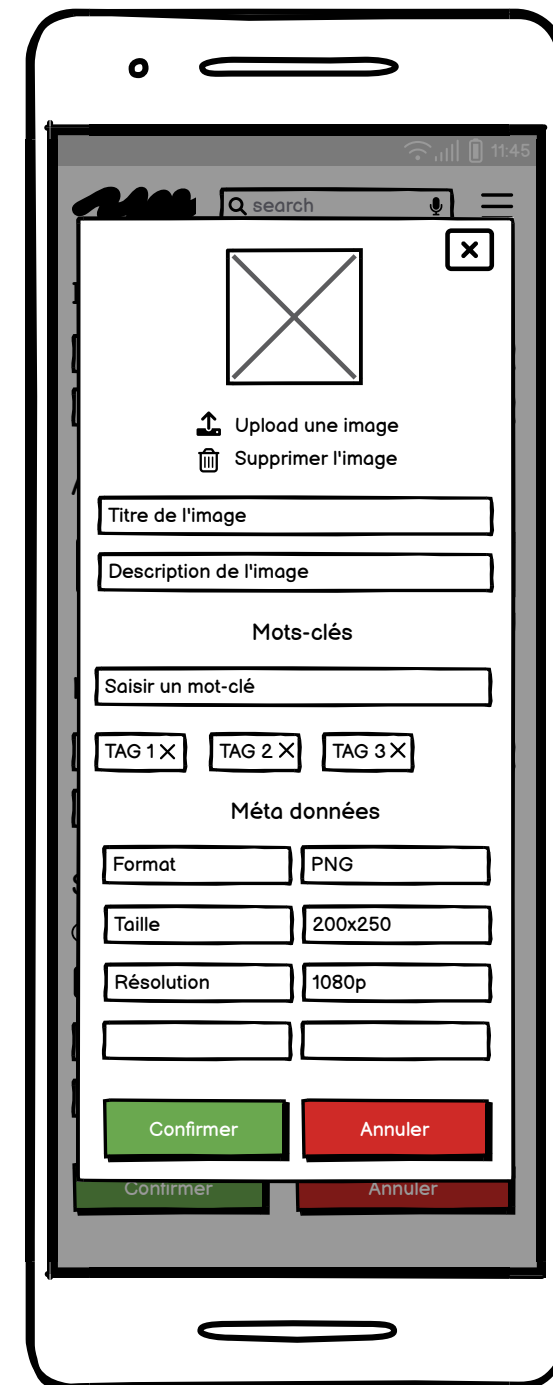 11:45
search
Upload une image
Supprimer l'image
Titre de l'image
Description de l'image
Mots-clés
Saisir un mot-clé
TAG 1 TAG 2 TAG 3
Méta données
Format PNG
Taille 200x250
Résolution 1080p
Confirmer Annuler
Confirmer Annuler